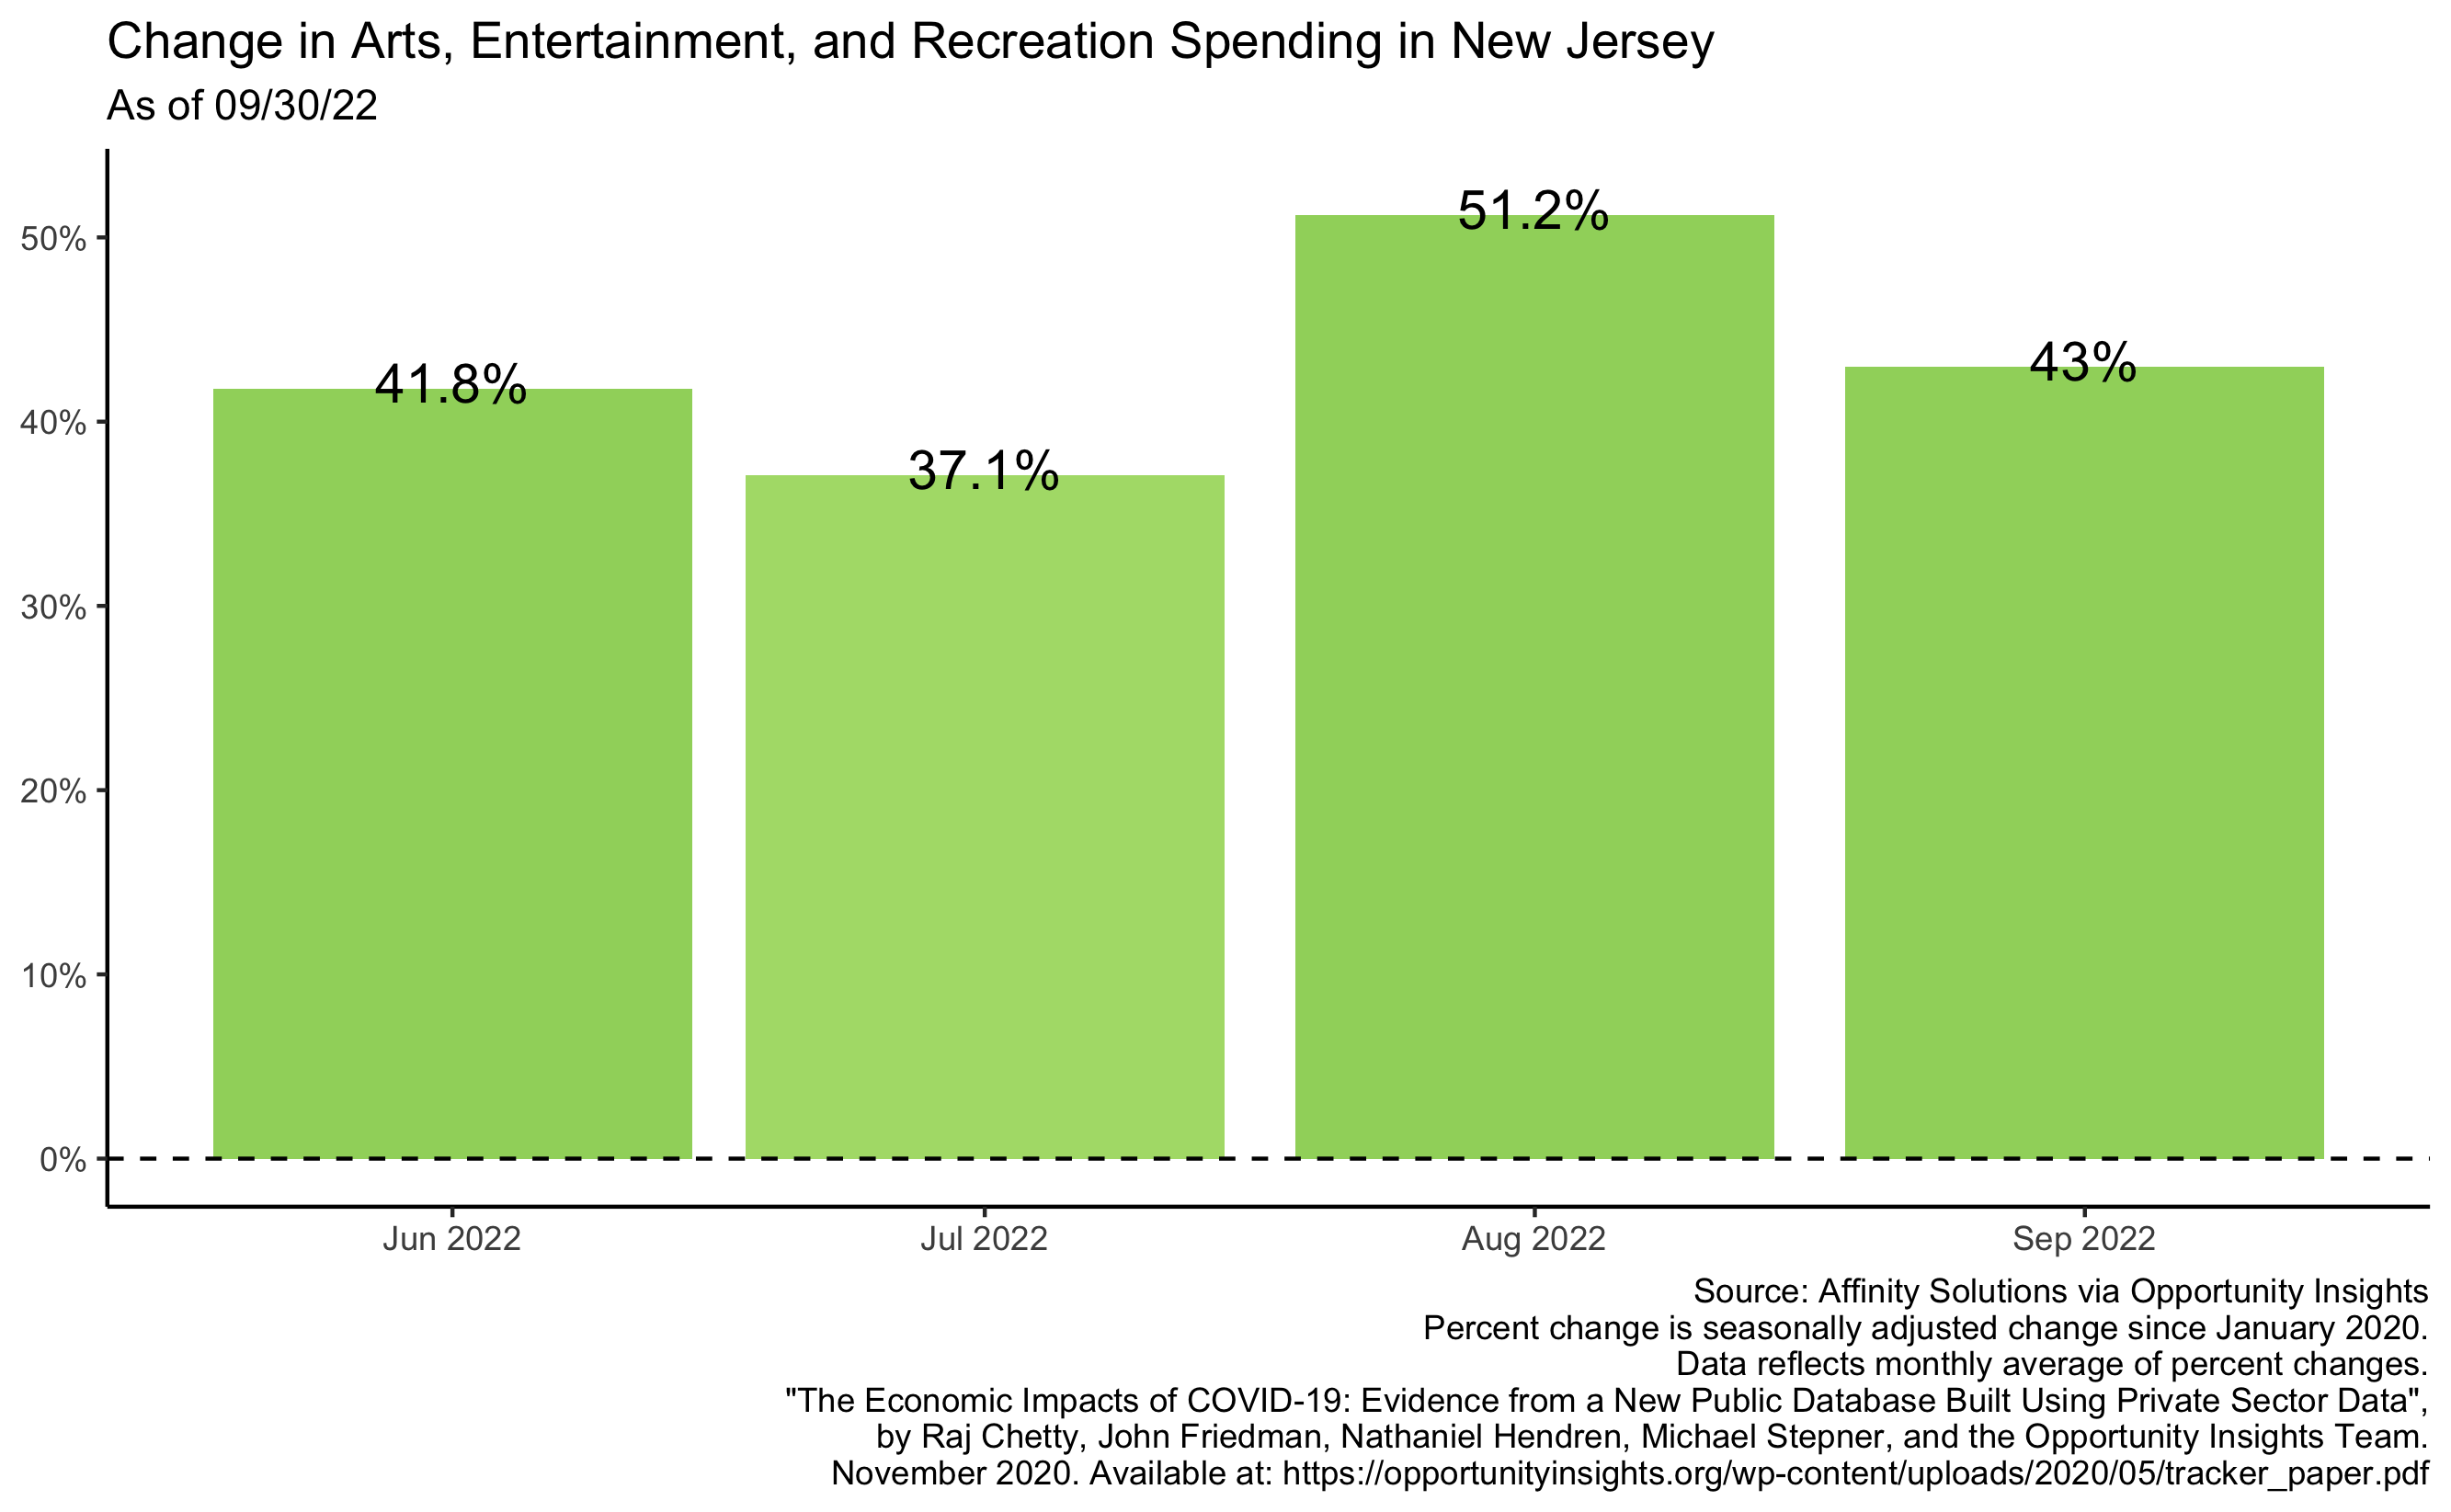 Change in Arts, Entertainment, and Recreation Spending in New Jersey
As of 09/30/22
50%
40%
30%
20%
10%
0%
41.8%
37.1%
51.2%
43%
Jun 2022
Jul 2022
Aug 2022
Sep 2022
Source: Affinity Solutions via Opportunity Insights
Percent change is seasonally adjusted change since January 2020.
Data reflects monthly average of percent changes.
"The Economic Impacts of COVID-19: Evidence from a New Public Database Built Using Private Sector Data",
by Raj Chetty, John Friedman, Nathaniel Hendren, Michael Stepner, and the Opportunity Insights Team.
November 2020. Available at: https://opportunityinsights.org/wp-content/uploads/2020/05/tracker_paper.pdf